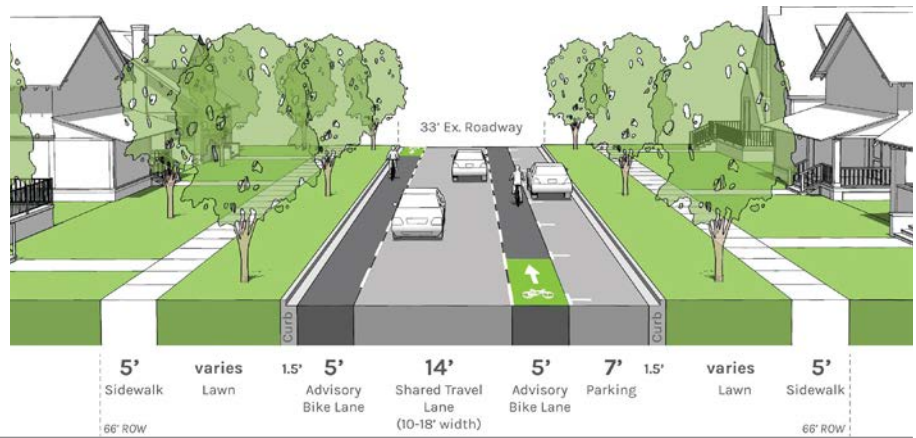 33' Ex. Roadway
Curb
Curb
5'
Sidewalk
varies
Lawn
1.5'
5'
Advisory
Bike Lane
14'
Shared Travel
Lane
(10-18' width)
5'
Advisory
Bike Lane
7'
Parking
1.5'
varies
Lawn
5'
Sidewalk
66' ROW
66' ROW